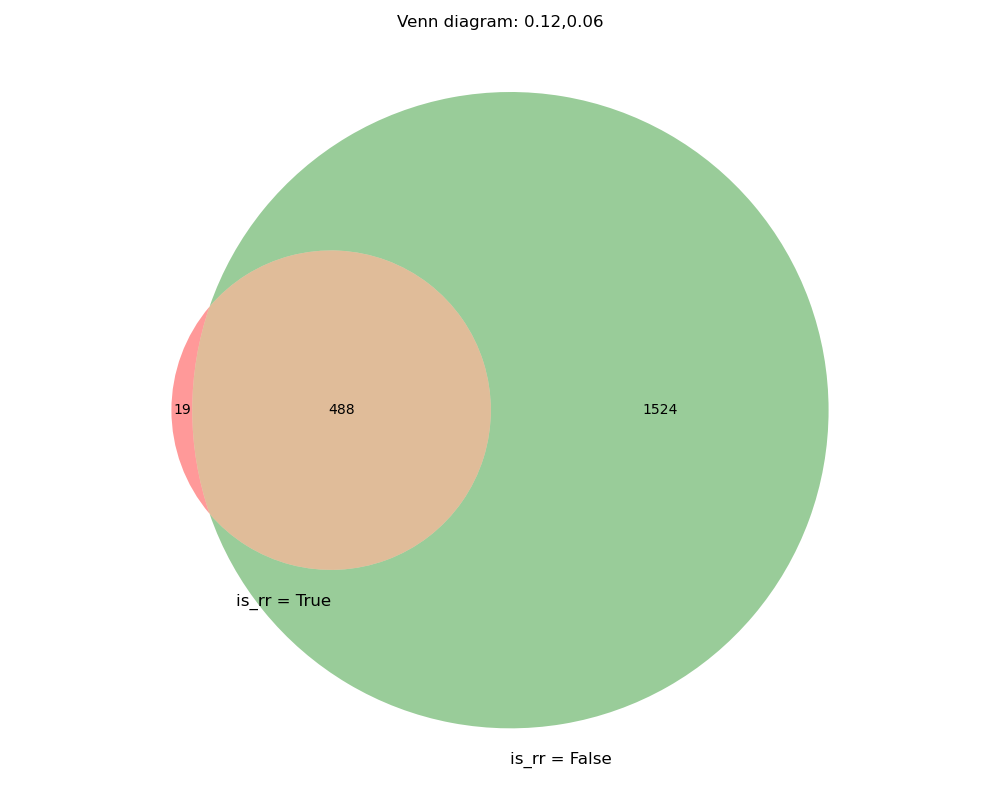 Venn diagram: 0.12,0.06
19
488
1524
is_rr = True
is_rr = False